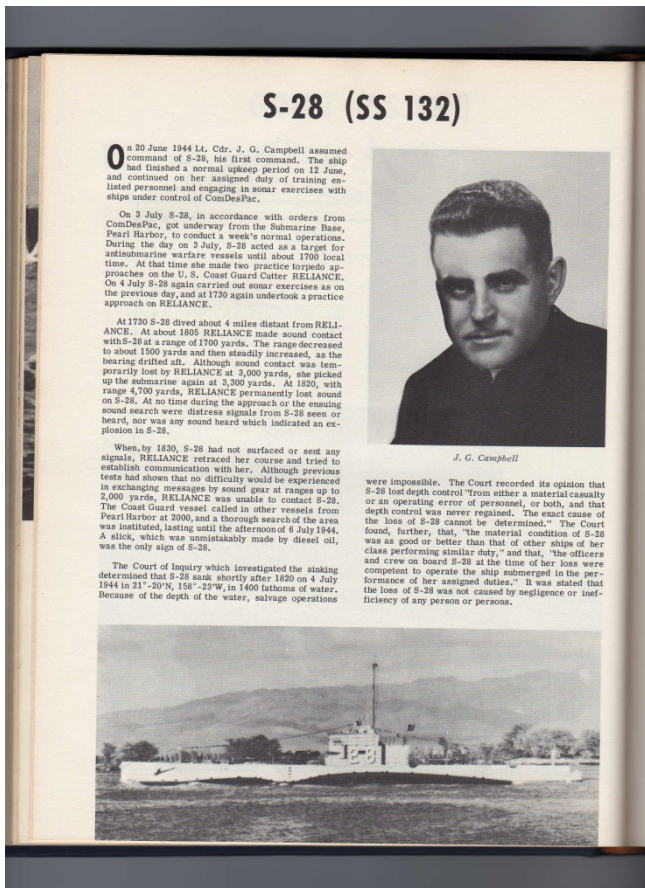 S-28 (SS 132)
On 20 June 1944 Lt. Cdr. J. G. Campbell assumed
command of S-28, his first command. The ship
had finished a normal upkeep period on 12 June,
and continued on her assigned duty of training en-
listed personnel and engaging in sonar exercises with
ships under control of ComDesPac.
On 3 July S-28, in accordance with orders from
ComDesPac, got underway from the Submarine Base,
Pearl Harbor, to conduct a week's normal operations.
During the day on 3 July, S-28 acted as a target for
antisubmarine warfare vessels until about 1700 local
time. At that time she made two practice torpedo ap-
proaches on the U. S. Coast Guard Cutter RELIANCE.
On 4 July S-28 again carried out sonar exercises as on
the previous day, and at 1730 again undertook a practice
approach on RELIANCE.
At 1730 S-28 dived about 4 miles distant from RELI-
ANCE. At about 1805 RELIANCE made sound contact
with S-28 at a range of 1700 yards. The range decreased
to about 1500 yards and then steadily increased, as the
bearing drifted aft. Although sound contact was tem-
porarily lost by RELIANCE at 3,000 yards, she picked
up the submarine again at 3,300 yards. At 1820, with
range 4,700 yards, RELIANCE permanently lost sound
on S-28. At no time during the approach or the ensuing
sound search were distress signals from S-28 seen or
heard, nor was any sound heard which indicated an ex-
plosion in S-28.
When, by 1830, S-28 had not surfaced or sent any
signals, RELIANCE retraced her course and tried to
establish communication with her. Although previous
tests had shown that no difficulty would be experienced
in exchanging messages by sound gear at ranges up to
2,000 yards, RELIANCE was unable to contact S-28.
The Coast Guard vessel called in other vessels from
Pearl Harbor at 2000, and a thorough search of the area
was instituted, lasting until the afternoon of 6 July 1944.
A slick, which was unmistakably made by diesel oil,
was the only sign of S-28.
The Court of Inquiry which investigated the sinking
determined that S-28 sank shortly after 1820 on 4 July
1944 in 21°-20'N, 158°-23'W, in 1400 fathoms of water.
Because of the depth of the water, salvage operations
J. G. Campbell
were impossible. The Court recorded its opinion that
S-28 lost depth control "from either a material casualty
or an operating error of personnel, or both, and that
depth control was never regained. The exact cause of
the loss of S-28 cannot be determined." The Court
found, further, that, "the material condition of S-28
was as good or better than that of other ships of her
class performing similar duty," and that, "the officers
and crew on board S-28 at the time of her loss were
competent to operate the ship submerged in the per-
formance of her assigned duties." It was stated that
the loss of S-28 was not caused by negligence or inef-
ficiency of any person or persons.
28